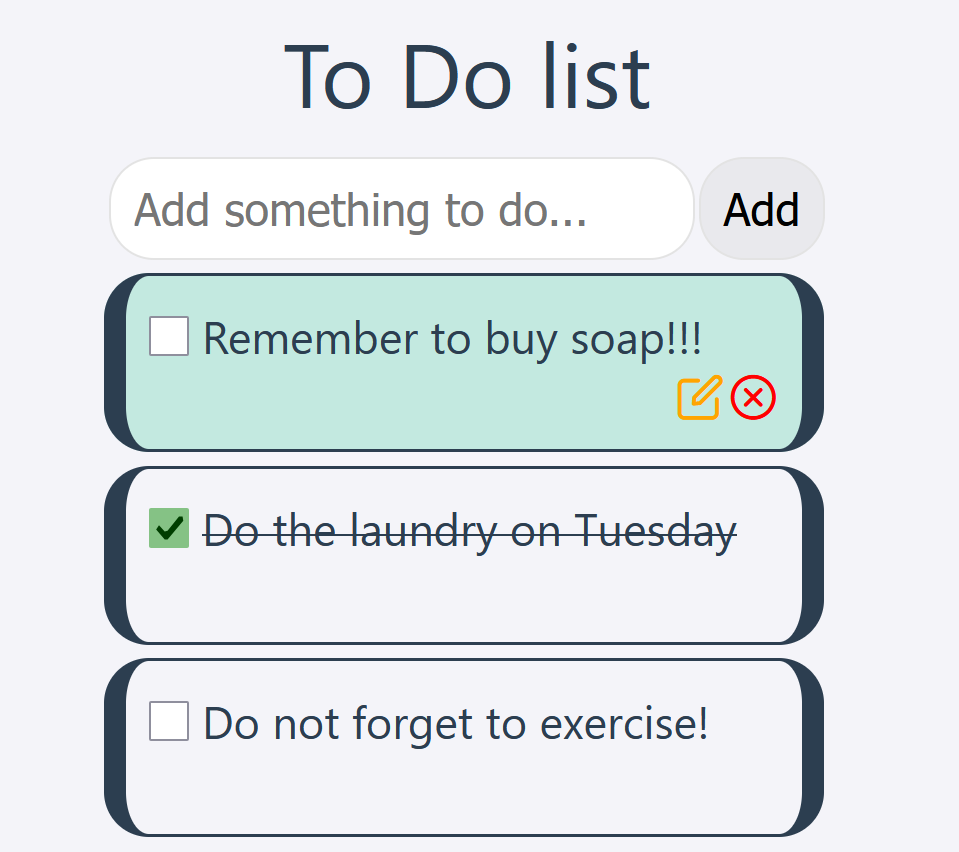 To Do list
Add something to do...
Add
Remember to buy soap!!!
Do the laundry on Tuesday
Do not forget to exercise!